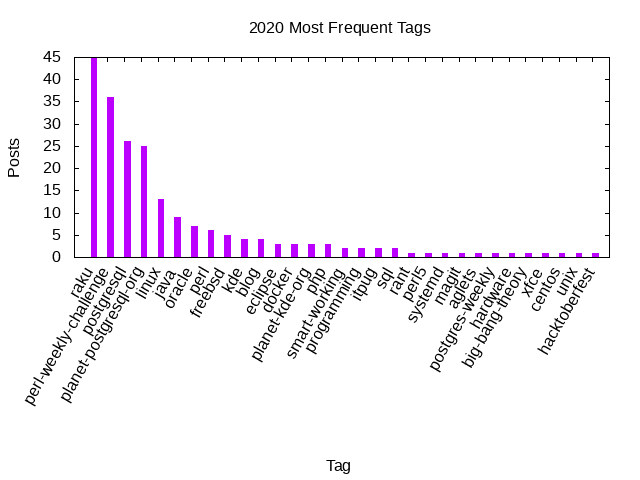 2020 Most Frequent Tags
45
40
35
30
25
20
15
10
5
0
Posts
raku
perl-weekly-challenge
postgresql
planet-postgresql-org
linux
java
oracle
perl
freebsd
kde
blog
eclipse
docker
planet-kde-org
php
smart-working
programming
itpug
sql
rant
perl5
systemd
magit
aglets
postgres-weekly
hardware
big-bang-theory
xfce
centos
unix
hacktoberfest
Tag